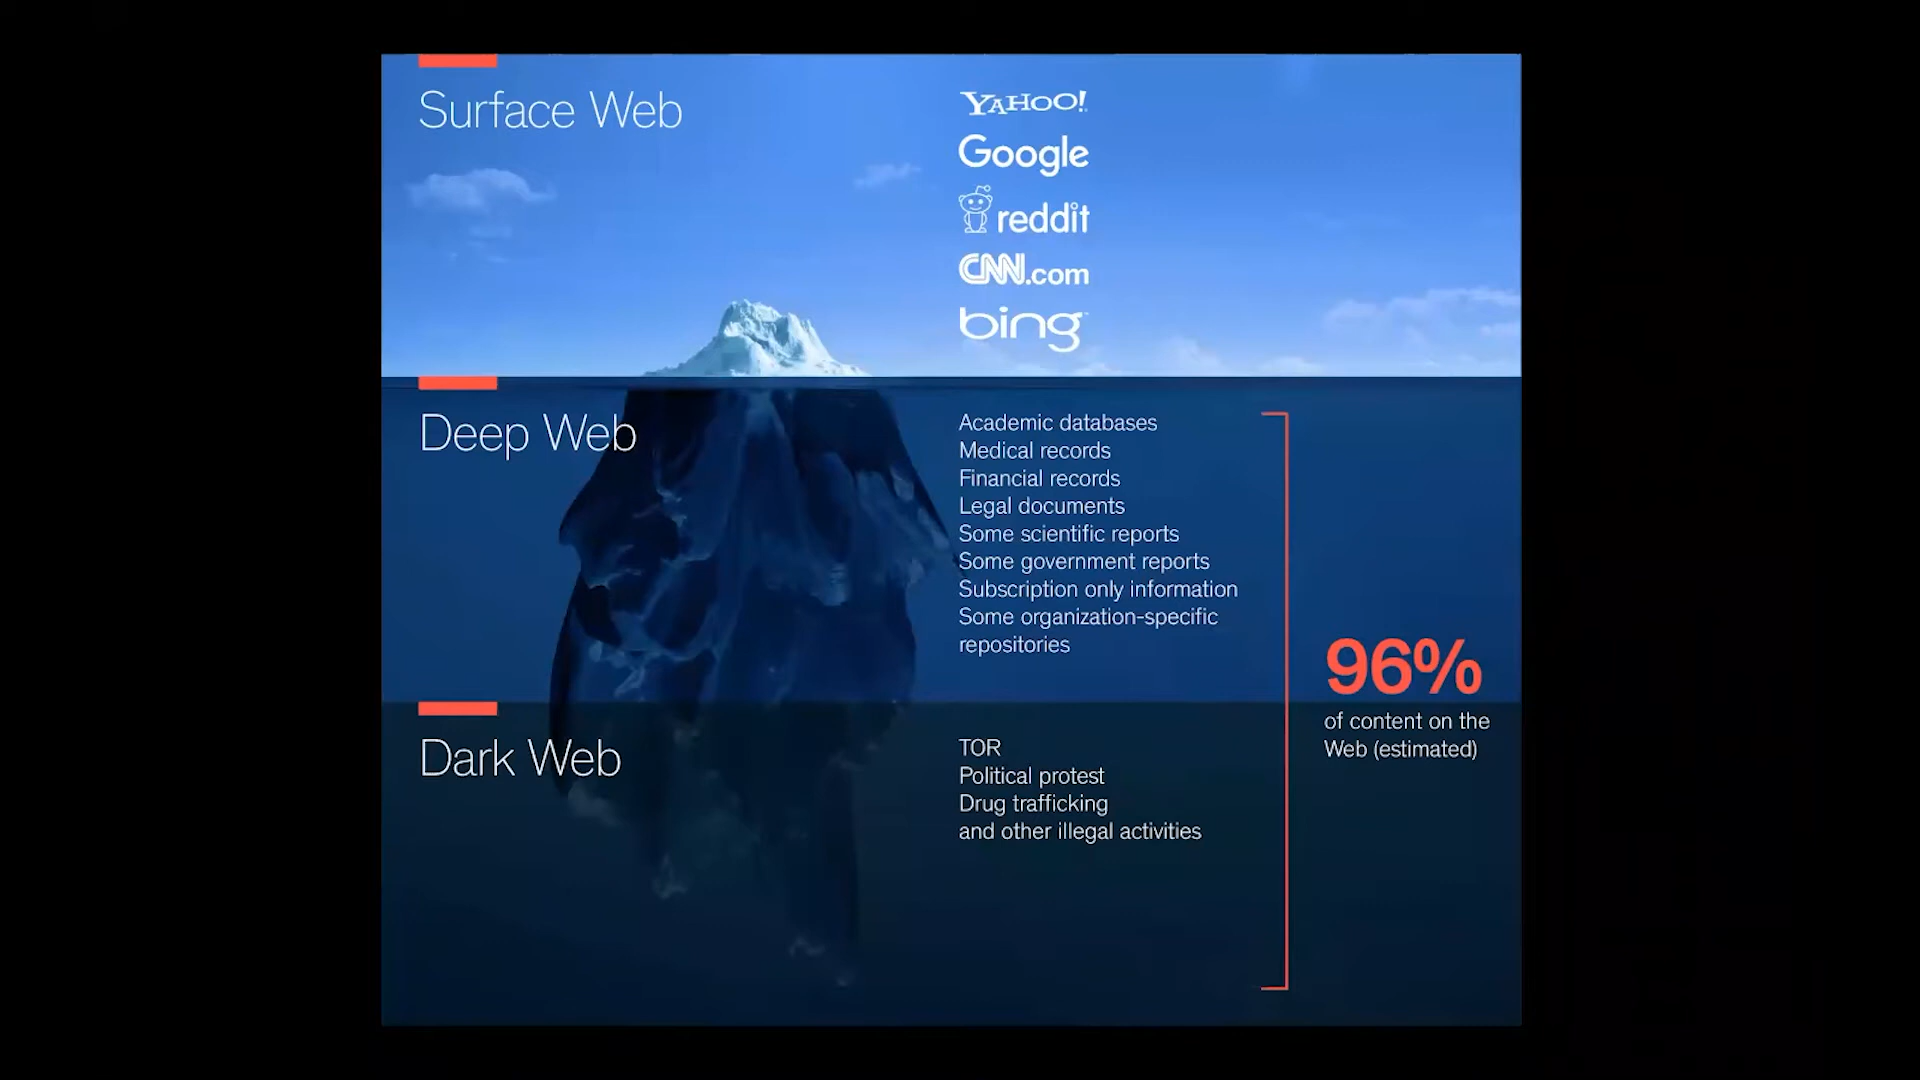 Surface Web
YAHOO!
Google
reddit
CNN.com
bing
Deep Web
Academic databases
Medical records
Financial records
Legal documents
Some scientific reports
Some government reports
Subscription only information
Some organization-specific
repositories
Dark Web
TOR
Political protest
Drug trafficking
and other illegal activities
96%
of content on the
Web (estimated)